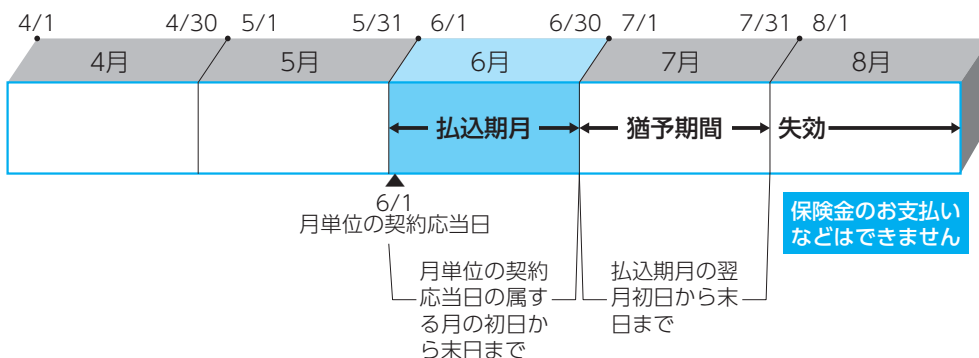 4/1 4/30 5/1 5/31 6/1 6/30 7/1 7/31 8/1
4月 5月 6月 7月 8月
払込期月 猶予期間 失効
6/1
月単位の契約応当日
保険金のお支払い
などはできません
月単位の契約
応当日の属す
る月の初日か
ら末日まで
払込期月の翌
月初日から末
日まで